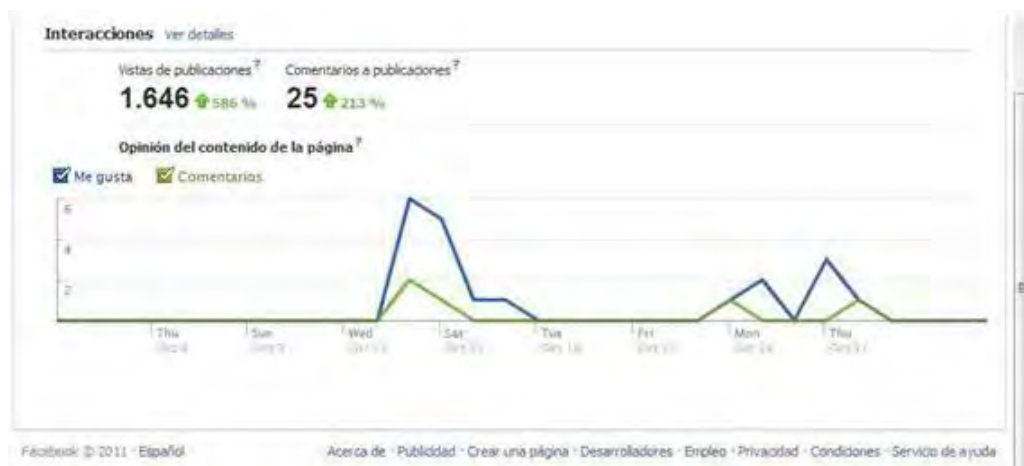 Interacciones Ver detalles
Vistas de publicaciones? Comentarios a publicaciones?
1.646 586 % 25 213 %
Opinión del contenido de la página?
Me gusta Comentarios
6
4
2
Thu Sun Wed Sat Tue Fri Mon Thu
Facebook © 2011 · Español Acerca de · Publicidad · Crear una página · Desarrolladores · Empleo · Privacidad · Condiciones · Servicio de ayuda